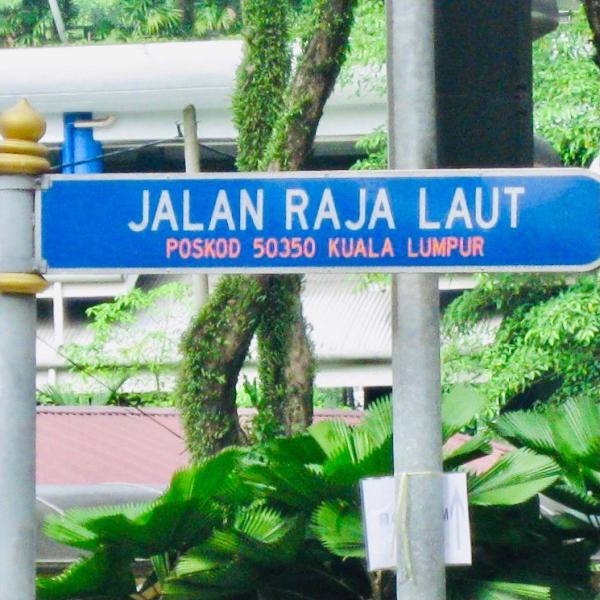 JALAN RAJA LAUT
POSKOD 50350 KUALA LUMPUR